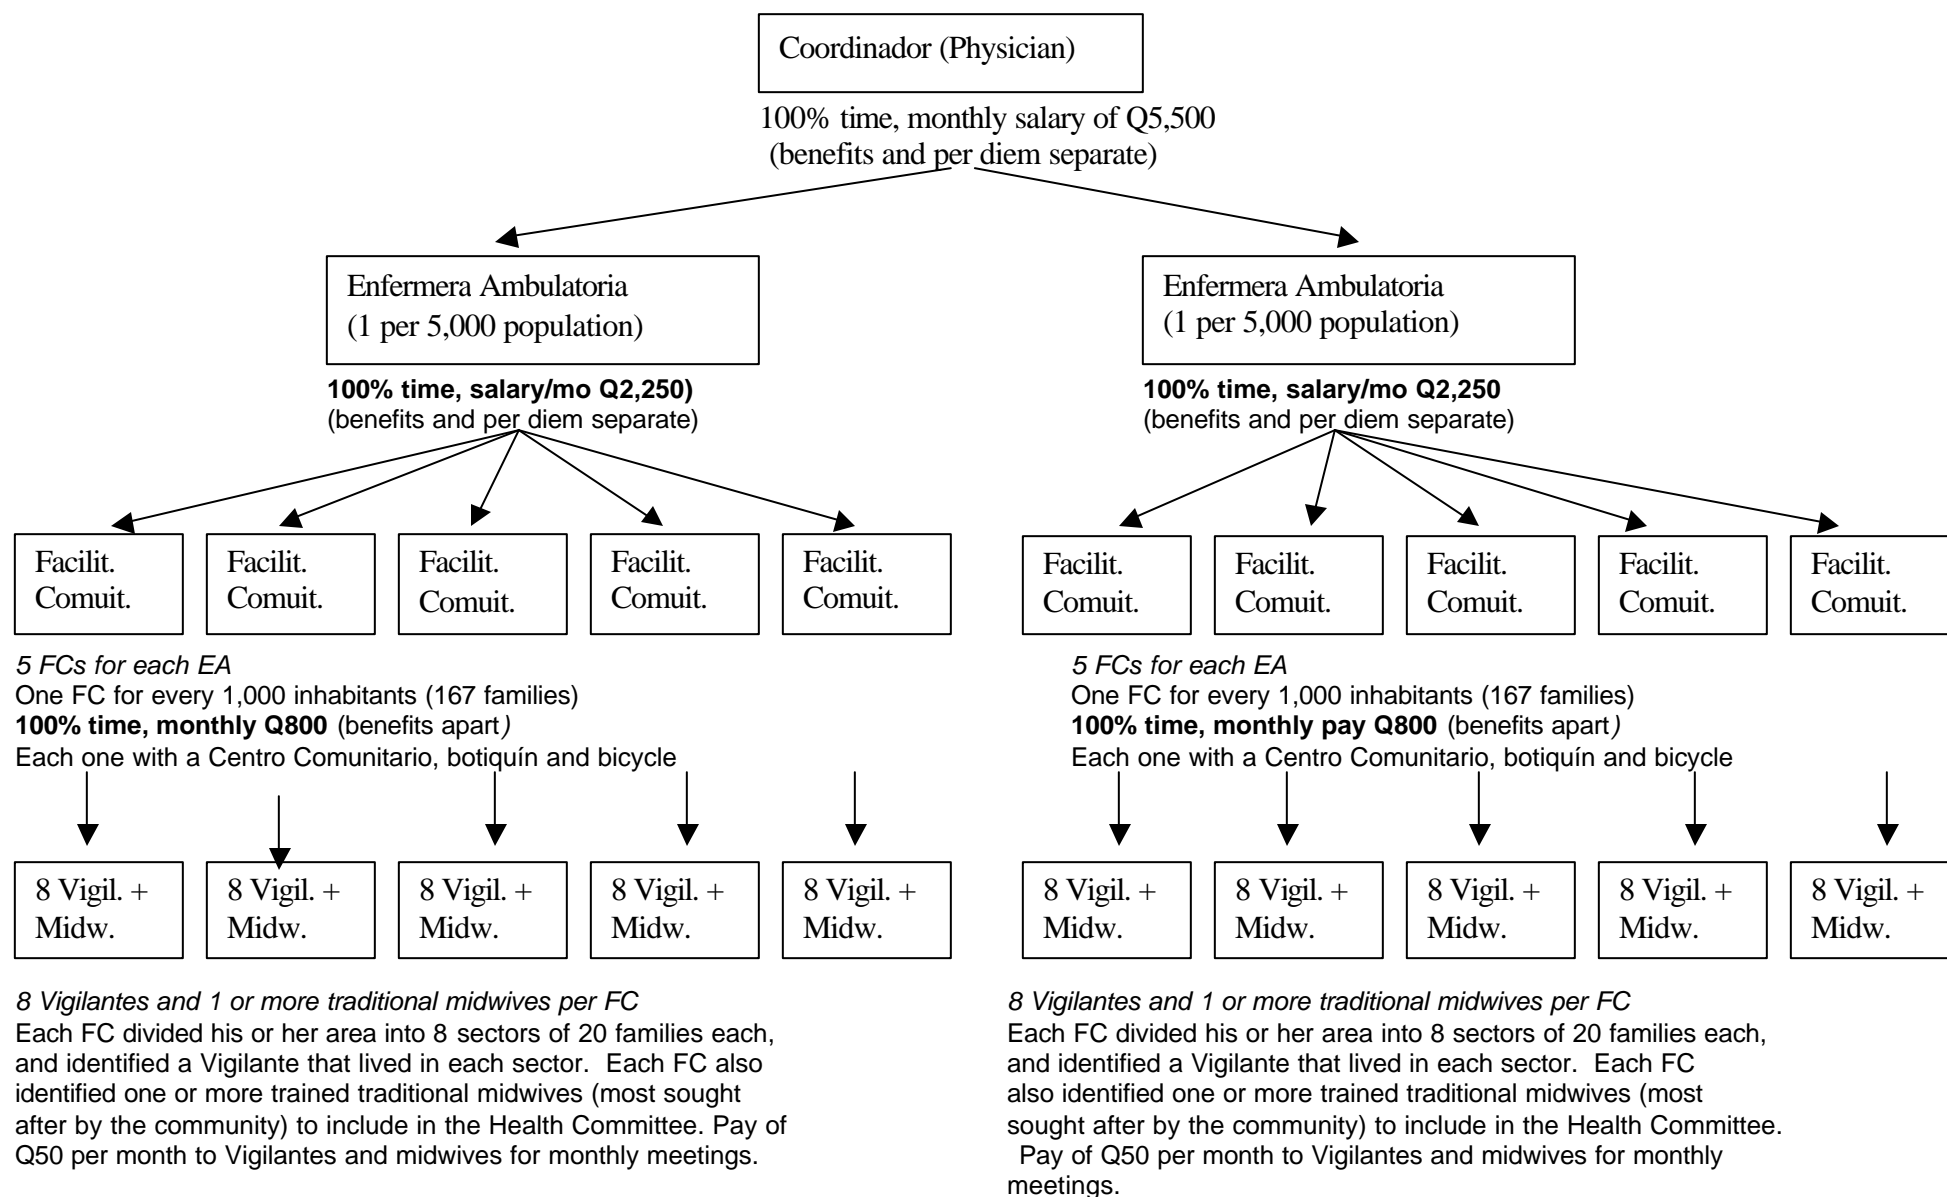 Coordinador (Physician)
100% time, monthly salary of Q5,500
(benefits and per diem separate)
Enfermera Ambulatoria
(1 per 5,000 population)
100% time, salary/mo Q2,250)
(benefits and per diem separate)
Enfermera Ambulatoria
(1 per 5,000 population)
100% time, salary/mo Q2,250
(benefits and per diem separate)
Facilit.
Comuit.
Facilit.
Comuit.
Facilit.
Comuit.
Facilit.
Comuit.
Facilit.
Comuit.
Facilit.
Comuit.
Facilit.
Comuit.
Facilit.
Comuit.
Facilit.
Comuit.
Facilit.
Comuit.
5 FCs for each EA
One FC for every 1,000 inhabitants (167 families)
100% time, monthly Q800 (benefits apart)
Each one with a Centro Comunitario, botiquín and bicycle
5 FCs for each EA
One FC for every 1,000 inhabitants (167 families)
100% time, monthly pay Q800 (benefits apart)
Each one with a Centro Comunitario, botiquín and bicycle
8 Vigil. +
Midw.
8 Vigil. +
Midw.
8 Vigil. +
Midw.
8 Vigil. +
Midw.
8 Vigil. +
Midw.
8 Vigil. +
Midw.
8 Vigil. +
Midw.
8 Vigil. +
Midw.
8 Vigil. +
Midw.
8 Vigil. +
Midw.
8 Vigilantes and 1 or more traditional midwives per FC
Each FC divided his or her area into 8 sectors of 20 families each,
and identified a Vigilante that lived in each sector. Each FC also
identified one or more trained traditional midwives (most sought
after by the community) to include in the Health Committee. Pay of
Q50 per month to Vigilantes and midwives for monthly meetings.
8 Vigilantes and 1 or more traditional midwives per FC
Each FC divided his or her area into 8 sectors of 20 families each,
and identified a Vigilante that lived in each sector. Each FC
also identified one or more trained traditional midwives (most
sought after by the community) to include in the Health Committee.
Pay of Q50 per month to Vigilantes and midwives for monthly
meetings.